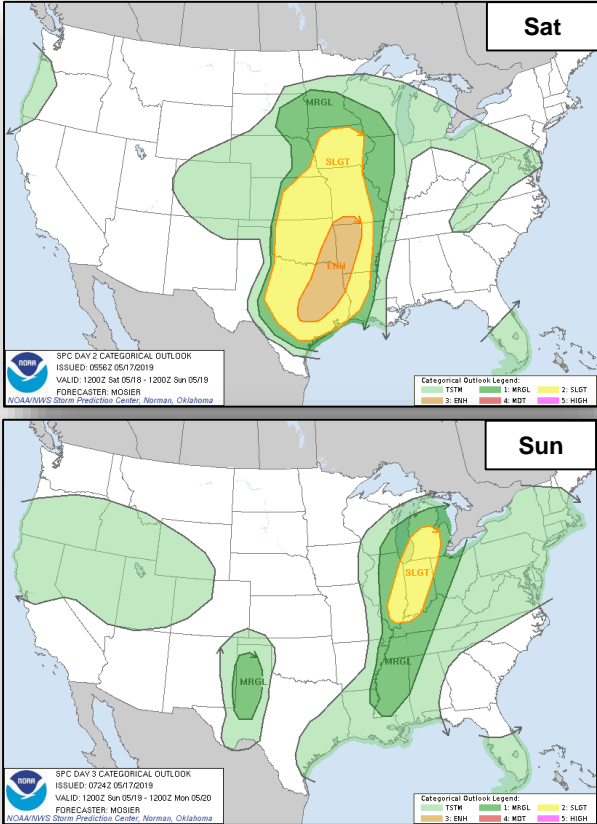 Sat
MRGL
SLGT
ENH
NOAA
SPC DAY 2 CATEGORICAL OUTLOOK
ISSUED: 0556Z 05/17/2019
VALID: 1200Z Sat 05/18 - 1200Z Sun 05/19
FORECASTER: MOSIER
NOAA/NWS Storm Prediction Center, Norman, Oklahoma
Categorical Outlook Legend:
TSTM 1: MRGL 2: SLGT
3: ENH 4: MDT 5: HIGH
Sun
SLGT
MRGL
MRGL
NOAA
SPC DAY 3 CATEGORICAL OUTLOOK
ISSUED: 0724Z 05/17/2019
VALID: 1200Z Sun 05/19 - 1200Z Mon 05/20
FORECASTER: MOSIER
NOAA/NWS Storm Prediction Center, Norman, Oklahoma
Categorical Outlook Legend:
TSTM 1: MRGL 2: SLGT
3: ENH 4: MDT 5: HIGH